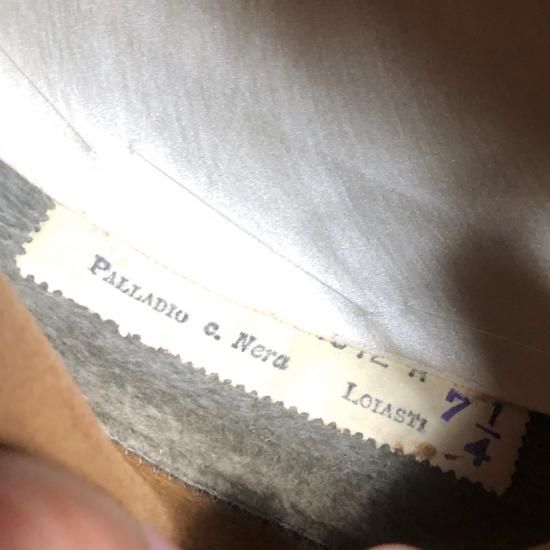 PALLADIO c. Nera
LOIASTI
7 1/4